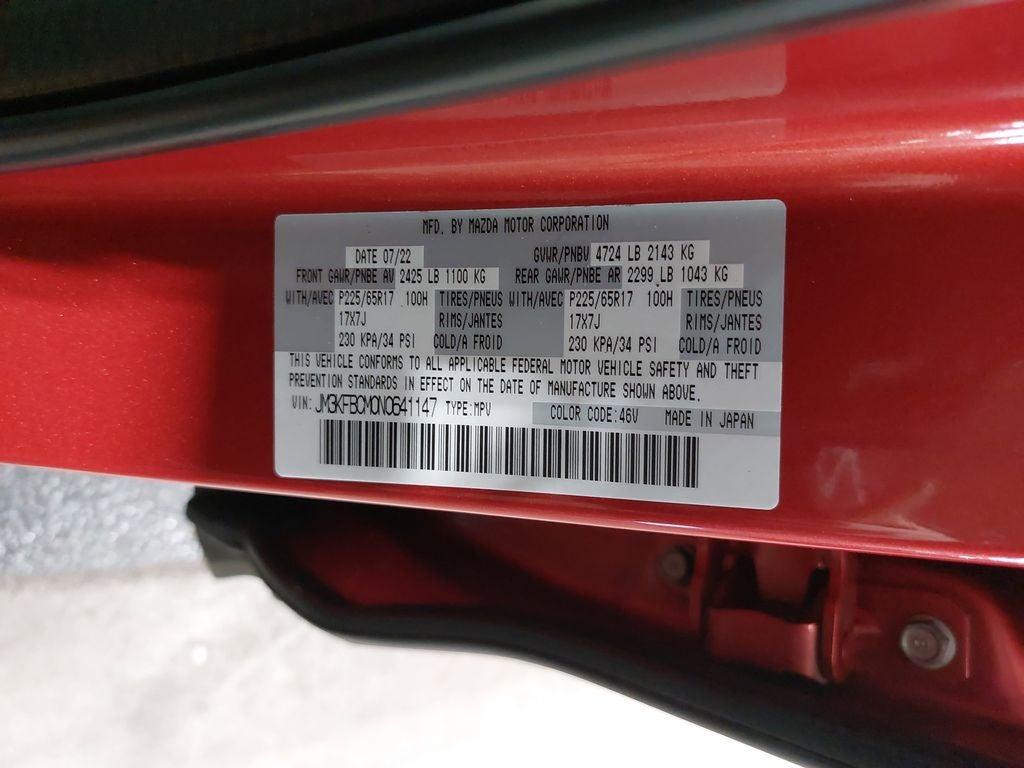 MFD. BY MAZDA MOTOR CORPORATION
DATE 07/22 GVWR/PNBV 4724 LB 2143 KG
FRONT GAWR/PNBE AV 2425 LB 1100 KG REAR GAWR/PNBE AR 2299 LB 1043 KG
WITH/AVEC P225/65R17 100H TIRES/PNEUS WITH/AVEC P225/65R17 100H TIRES/PNEUS
17X7J RIMS/JANTES 17X7J RIMS/JANTES
230 KPA/34 PSI COLD/A FROID 230 KPA/34 PSI COLD/A FROID
THIS VEHICLE CONFORMS TO ALL APPLICABLE FEDERAL MOTOR VEHICLE SAFETY AND THEFT
PREVENTION STANDARDS IN EFFECT ON THE DATE OF MANUFACTURE SHOWN ABOVE.
VIN: JM3KFBCM0N0641147 TYPE:MPV COLOR CODE:46V MADE IN JAPAN